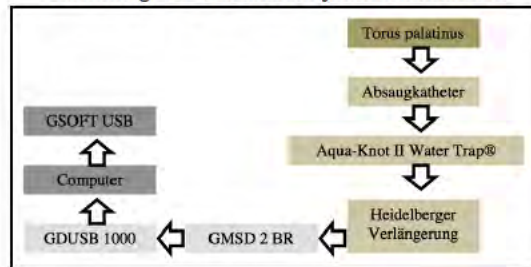 Torus palatinus
Absaugkatheter
Aqua-Knot II Water Trap®
Heidelberger
Verlängerung
GMSD 2 BR
GDUSB 1000
Computer
GSOFT USB